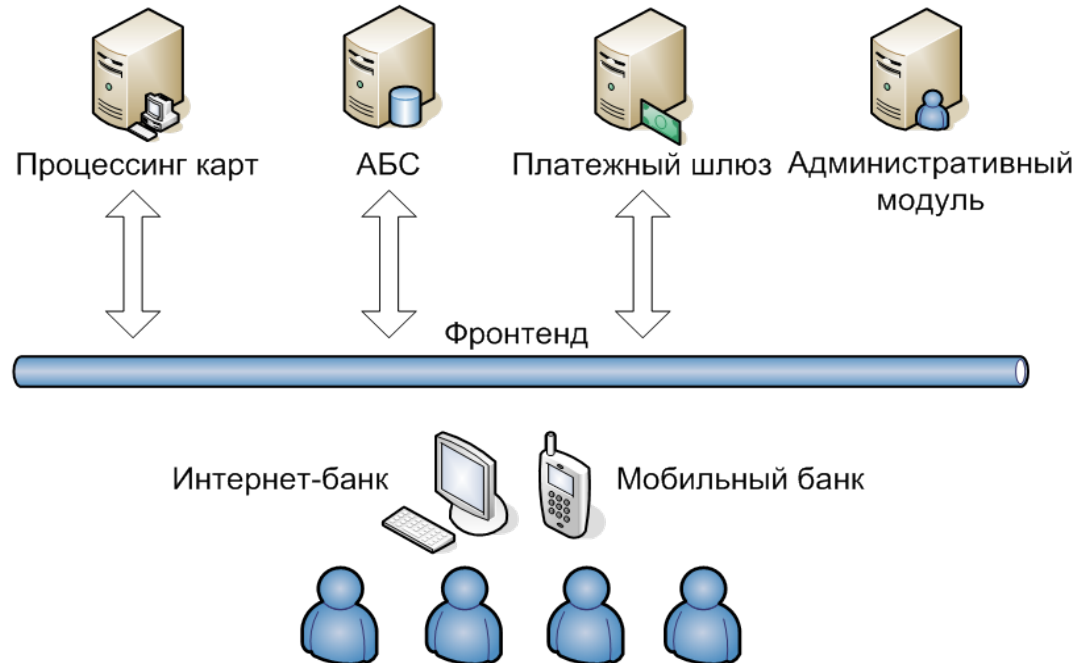 Процессинг карт
АБС
Платежный шлюз
Административный
модуль
Фронтенд
Интернет-банк
Мобильный банк